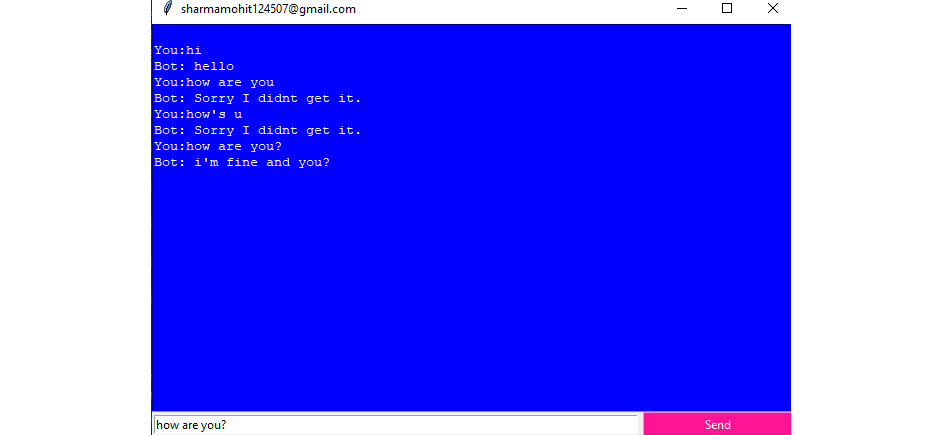 sharmamohit124507@gmail.com
You:hi
Bot: hello
You:how are you
Bot: Sorry I didnt get it.
You:how's u
Bot: Sorry I didnt get it.
You:how are you?
Bot: i'm fine and you?
how are you?
Send